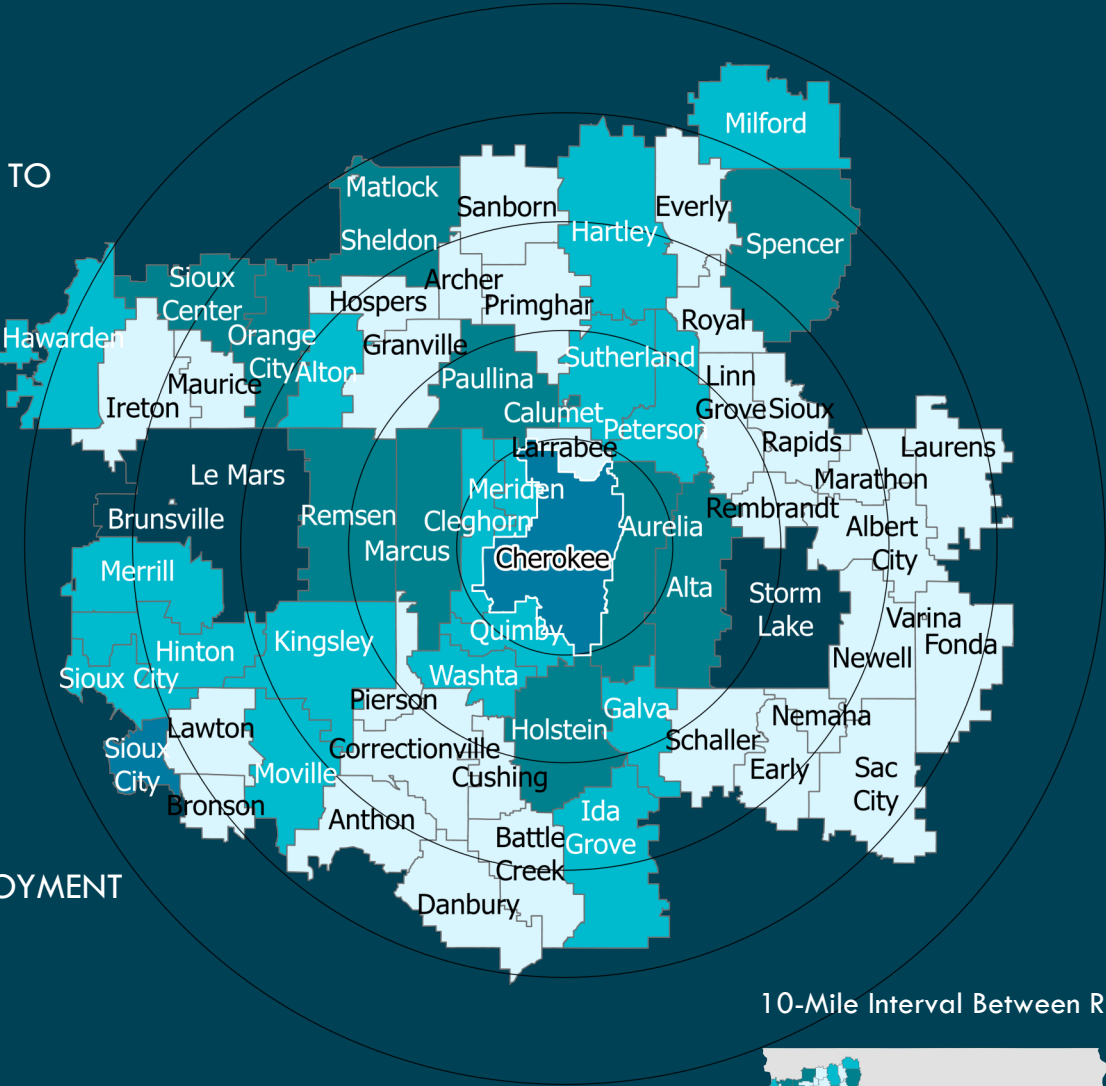 Milford
TO
Matlock
Sanborn
Everly
Hartley
Sheldon
Spencer
Sioux
Center
Archer
Hospers
Primghar
Royal
Hawarden
Orange
City
Granville
Sutherland
Alton
Maurice
Ireton
Paullina
Linn
Grove
Sioux
Rapids
Calumet
Peterson
Larrabee
Laurens
Le Mars
Marathon
Meriden
Brunsville
Remsen
Cleghorn
Rembrandt
Aurelia
Albert
City
Marcus
Cherokee
Merrill
Alta
Storm
Lake
Varina
Quimby
Kingsley
Fonda
Hinton
Newell
Sioux City
Washta
Pierson
Galva
Nemaha
Lawton
Holstein
Schaller
Sioux
City
Correctionville
Early
Sac
City
Moville
Cushing
Bronson
Anthon
Ida
Grove
Battle
Creek
OYMENT
Danbury
10-Mile Interval Between R